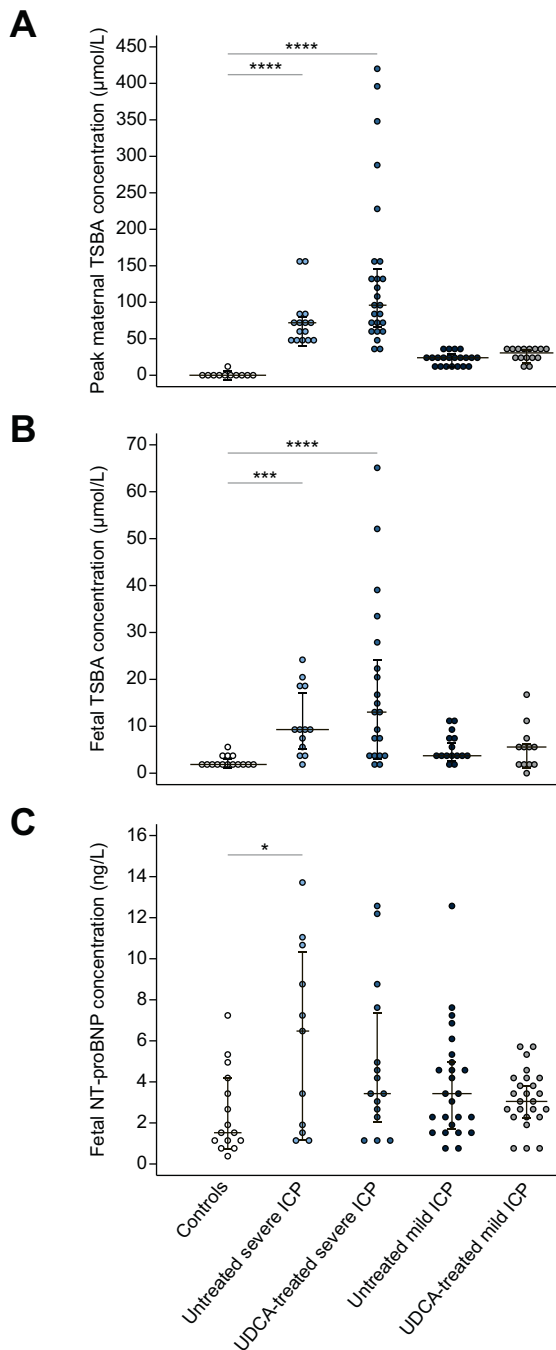 A
Peak maternal TSBA concentration (µmol/L)
450
400
350
300
250
200
150
100
50
0
****
****
B
Fetal TSBA concentration (µmol/L)
70
60
50
40
30
20
10
0
****
***
C
Fetal NT-proBNP concentration (ng/L)
16
14
12
10
8
6
4
2
0
*
Controls
Untreated severe ICP
UDCA-treated severe ICP
Untreated mild ICP
UDCA-treated mild ICP